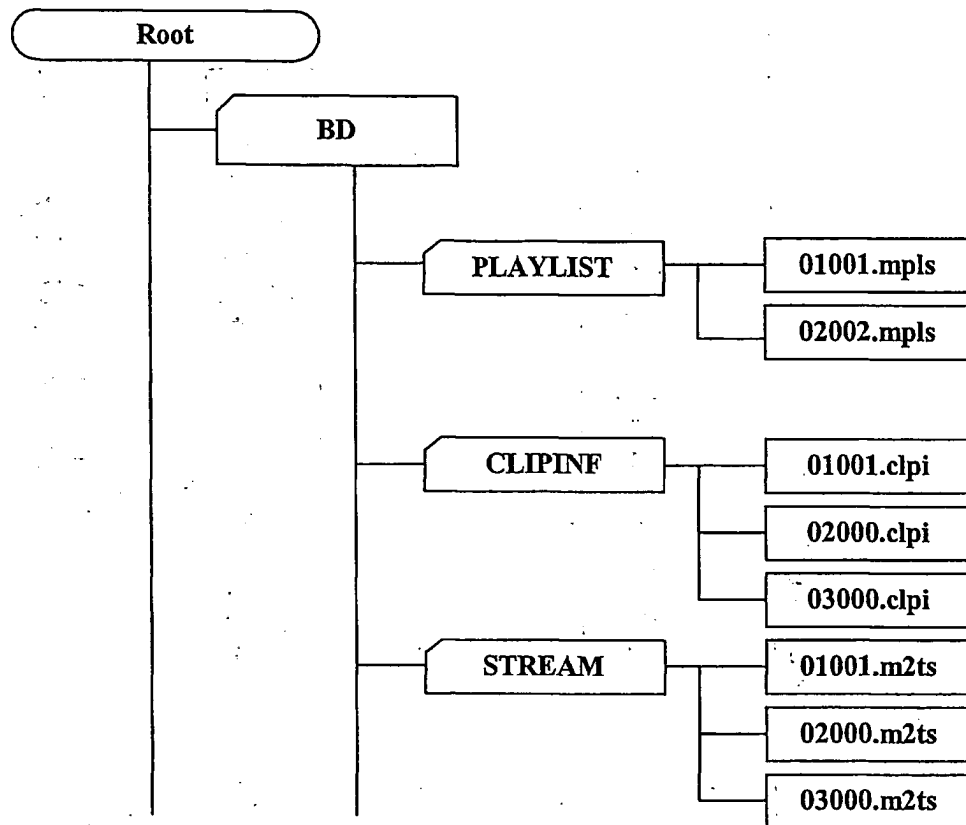 Root
BD
PLAYLIST
01001.mpls
02002.mpls
CLIPINF
01001.clpi
02000.clpi
03000.clpi
STREAM
01001.m2ts
02000.m2ts
03000.m2ts